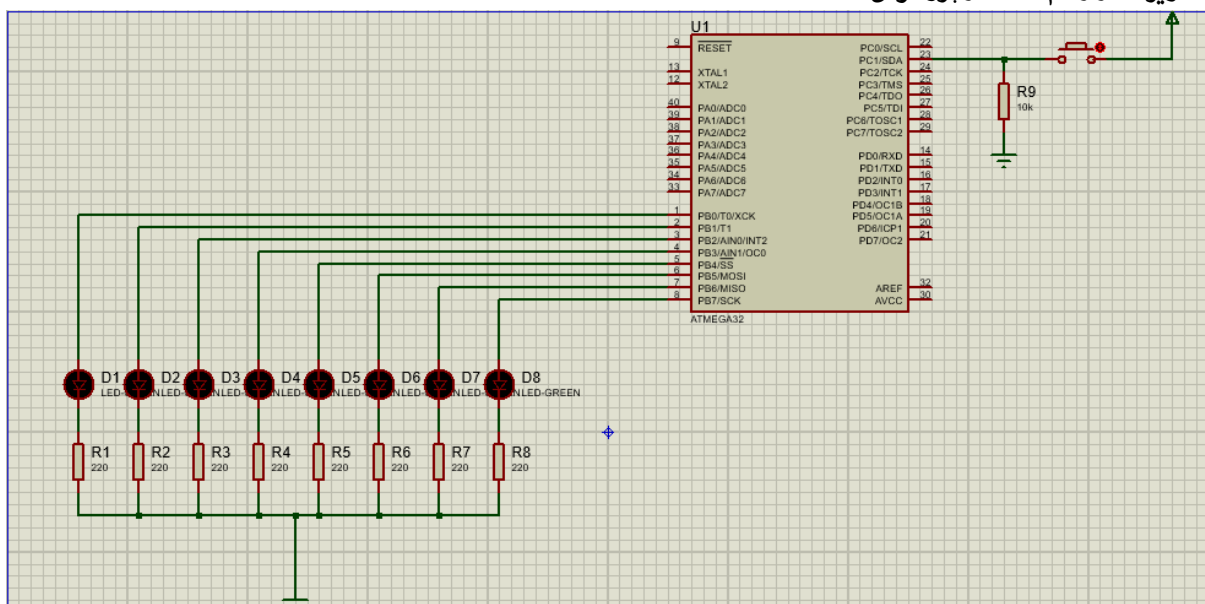 U1
9 RESET PC0/SCL 22
PC1/SDA 23
13 XTAL1 PC2/TCK 24
12 XTAL2 PC3/TMS 25
PC4/TDO 26
40 PA0/ADC0 PC5/TDI 27
39 PA1/ADC1 PC6/TOSC1 28
38 PA2/ADC2 PC7/TOSC2 29
37 PA3/ADC3
36 PA4/ADC4 PD0/RXD 14
35 PA5/ADC5 PD1/TXD 15
34 PA6/ADC6 PD2/INT0 16
33 PA7/ADC7 PD3/INT1 17
PD4/OC1B 18
1 PB0/T0/XCK PD5/OC1A 19
2 PB1/T1 PD6/ICP1 20
3 PB2/AIN0/INT2 PD7/OC2 21
4 PB3/AIN1/OC0
5 PB4/SS
6 PB5/MOSI
7 PB6/MISO AREF 32
8 PB7/SCK AVCC 30
ATMEGA32
R9
10k
D1 D2 D3 D4 D5 D6 D7 D8
LED-GREEN
R1 R2 R3 R4 R5 R6 R7 R8
220 220 220 220 220 220 220 220